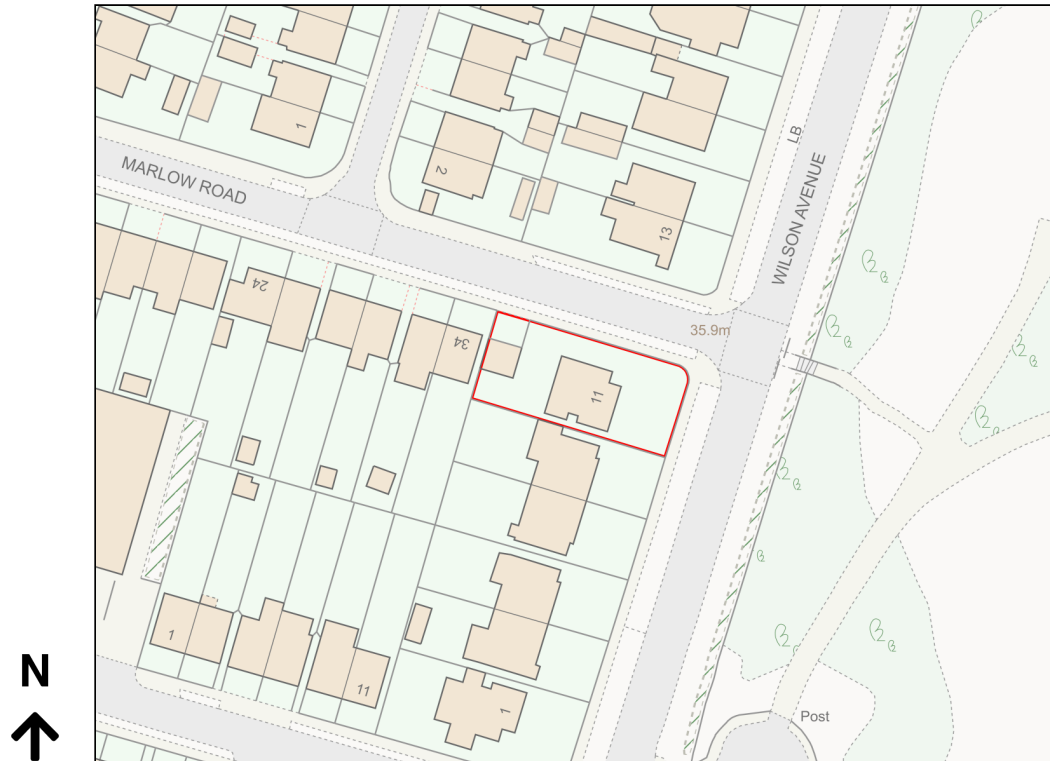 1
2
LB
MARLOW ROAD
WILSON AVENUE
13
24
35.9m
34
11
N
1
11
1
Post